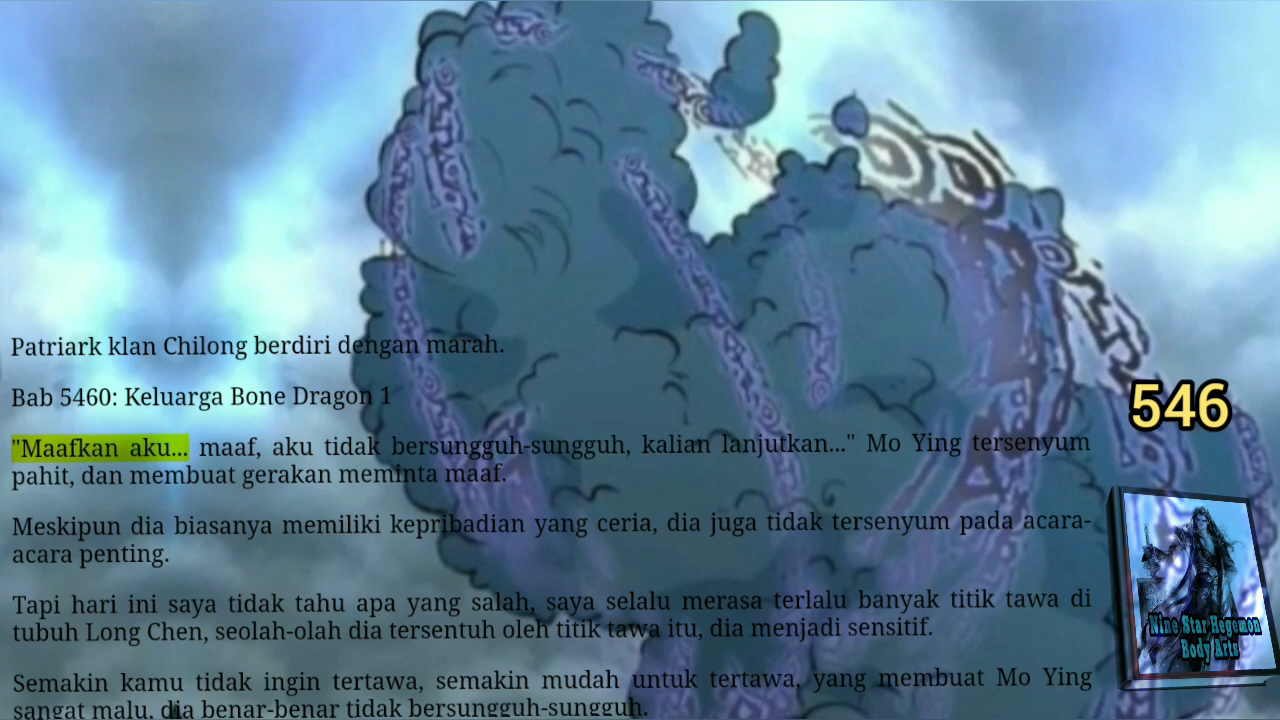 Patriark klan Chilong berdiri dengan marah.
Bab 5460: Keluarga Bone Dragon 1
"Maafkan aku... maaf, aku tidak bersungguh-sungguh, kalian lanjutkan..." Mo Ying tersenyum
pahit, dan membuat gerakan meminta maaf.
Meskipun dia biasanya memiliki kepribadian yang ceria, dia juga tidak tersenyum pada acara-
acara penting.
Tapi hari ini saya tidak tahu apa yang salah, saya selalu merasa terlalu banyak titik tawa di
tubuh Long Chen, seolah-olah dia tersentuh oleh titik tawa itu, dia menjadi sensitif.
Semakin kamu tidak ingin tertawa, semakin mudah untuk tertawa, yang membuat Mo Ying
sangat malu, dia benar-benar tidak bersungguh-sungguh.
546
Nine Star Hegemon
Body Arts